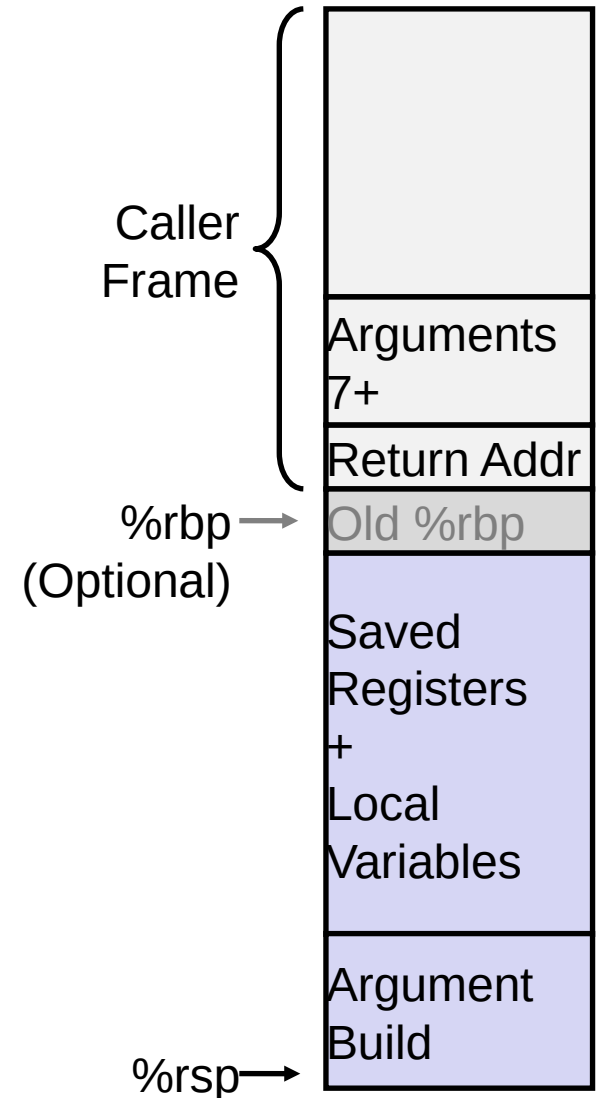 Caller
Frame
Arguments
7+
Return Addr
%rbp
(Optional)
Old %rbp
Saved
Registers
+
Local
Variables
Argument
Build
%rsp